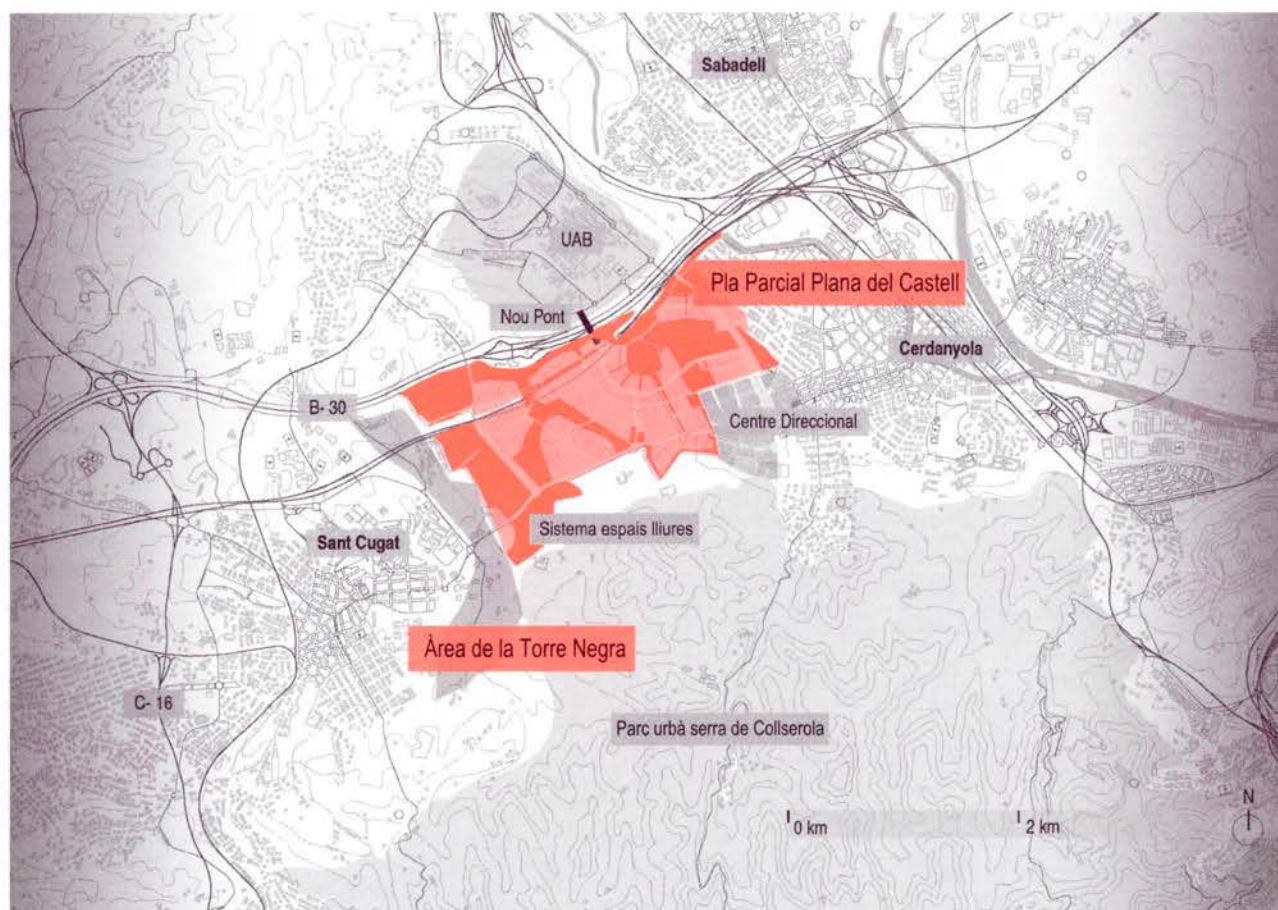 Sabadell
UAB
Pla Parcial Plana del Castell
Nou Pont
Cerdanyola
B- 30
Centre Direccional
Sistema espais lliures
Sant Cugat
Àrea de la Torre Negra
C- 16
Parc urbà serra de Collserola
N
0 km
2 km